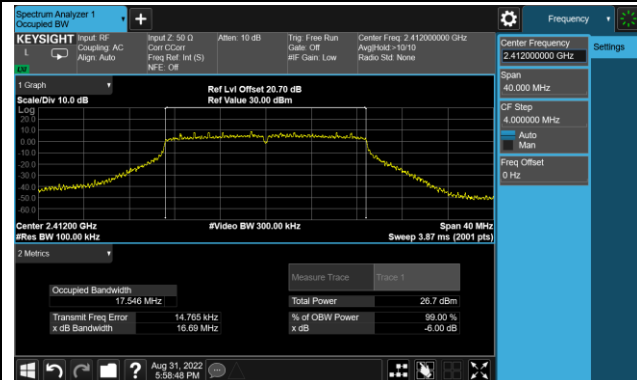 Spectrum Analyzer 1
Occupied BW
Frequency
KEYSIGHT
L
Input: RF
Coupling: AC
Align: Auto
Input Z: 50 Ω
Corr CCorr
Freq Ref: Int (S)
NFE: Off
Atten: 10 dB
Trig: Free Run
Gate: Off
#IF Gain: Low
Center Freq: 2.412000000 GHz
Avg|Hold:>10/10
Radio Std: None
Center Frequency
2.412000000 GHz
Settings
Span
40.000 MHz
CF Step
4.000000 MHz
Auto
Man
Freq Offset
0 Hz
1 Graph
Scale/Div 10.0 dB
Ref Lvl Offset 20.70 dB
Ref Value 30.00 dBm
Log
20.0
10.0
0.00
-10.0
-20.0
-30.0
-40.0
-50.0
-60.0
Center 2.41200 GHz
#Video BW 300.00 kHz
Span 40 MHz
#Res BW 100.00 kHz
Sweep 3.87 ms (2001 pts)
2 Metrics
Measure Trace
Trace 1
Occupied Bandwidth
17.546 MHz
Total Power
26.7 dBm
Transmit Freq Error
14.765 kHz
% of OBW Power
99.00 %
x dB Bandwidth
16.69 MHz
x dB
-6.00 dB
Aug 31, 2022
5:58:48 PM